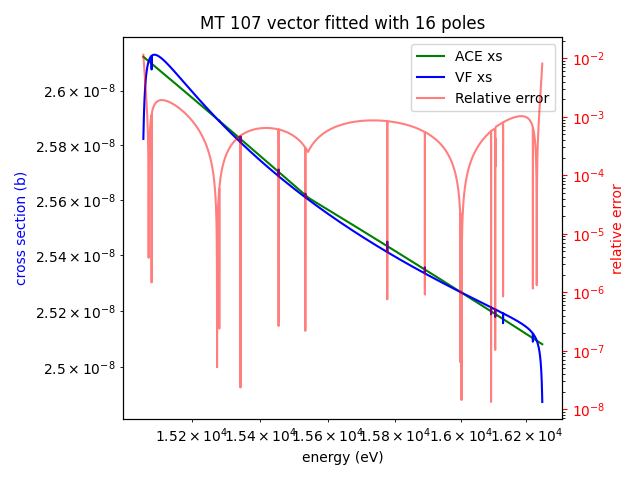 MT 107 vector fitted with 16 poles
ACE xs
VF xs
Relative error
2.6 × 10⁻⁸
2.58 × 10⁻⁸
2.56 × 10⁻⁸
2.54 × 10⁻⁸
2.52 × 10⁻⁸
2.5 × 10⁻⁸
cross section (b)
10⁻²
10⁻³
10⁻⁴
10⁻⁵
10⁻⁶
10⁻⁷
10⁻⁸
relative error
1.52 × 10⁴ 1.54 × 10⁴ 1.56 × 10⁴ 1.58 × 10⁴ 1.6 × 10⁴ 1.62 × 10⁴
energy (eV)